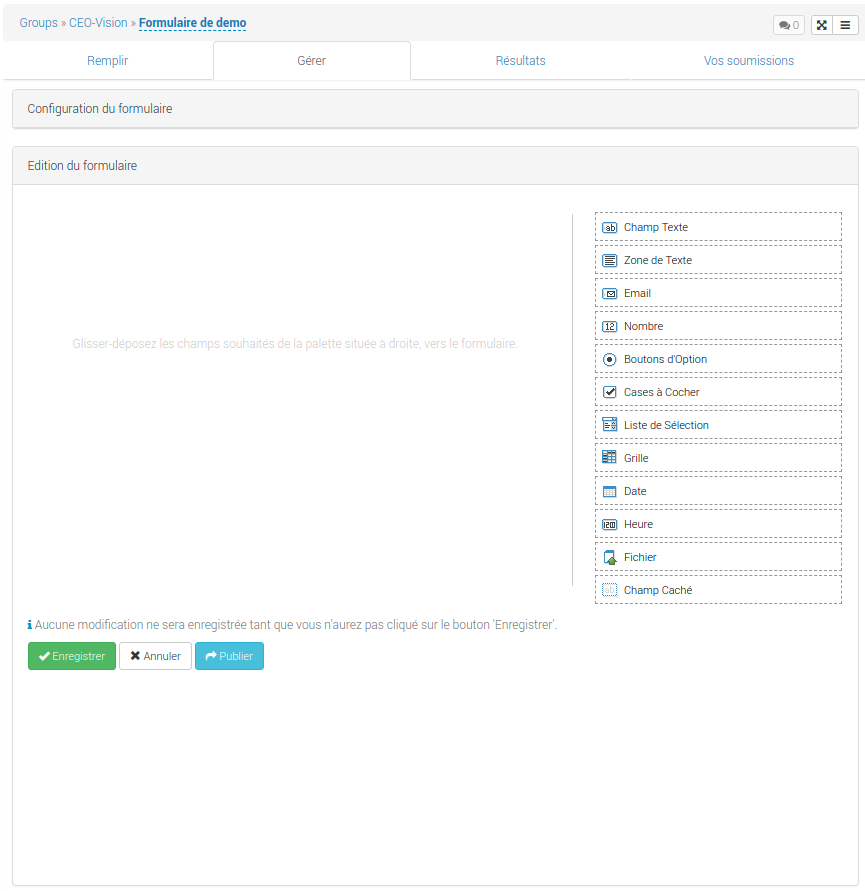 Groups » CEO-Vision » Formulaire de demo
0
Remplir
Gérer
Résultats
Vos soumissions
Configuration du formulaire
Edition du formulaire
Glisser-déposez les champs souhaités de la palette située à droite, vers le formulaire.
Champ Texte
Zone de Texte
Email
Nombre
Boutons d'Option
Cases à Cocher
Liste de Sélection
Grille
Date
Heure
Fichier
Champ Caché
Aucune modification ne sera enregistrée tant que vous n'aurez pas cliqué sur le bouton 'Enregistrer'.
Enregistrer
Annuler
Publier